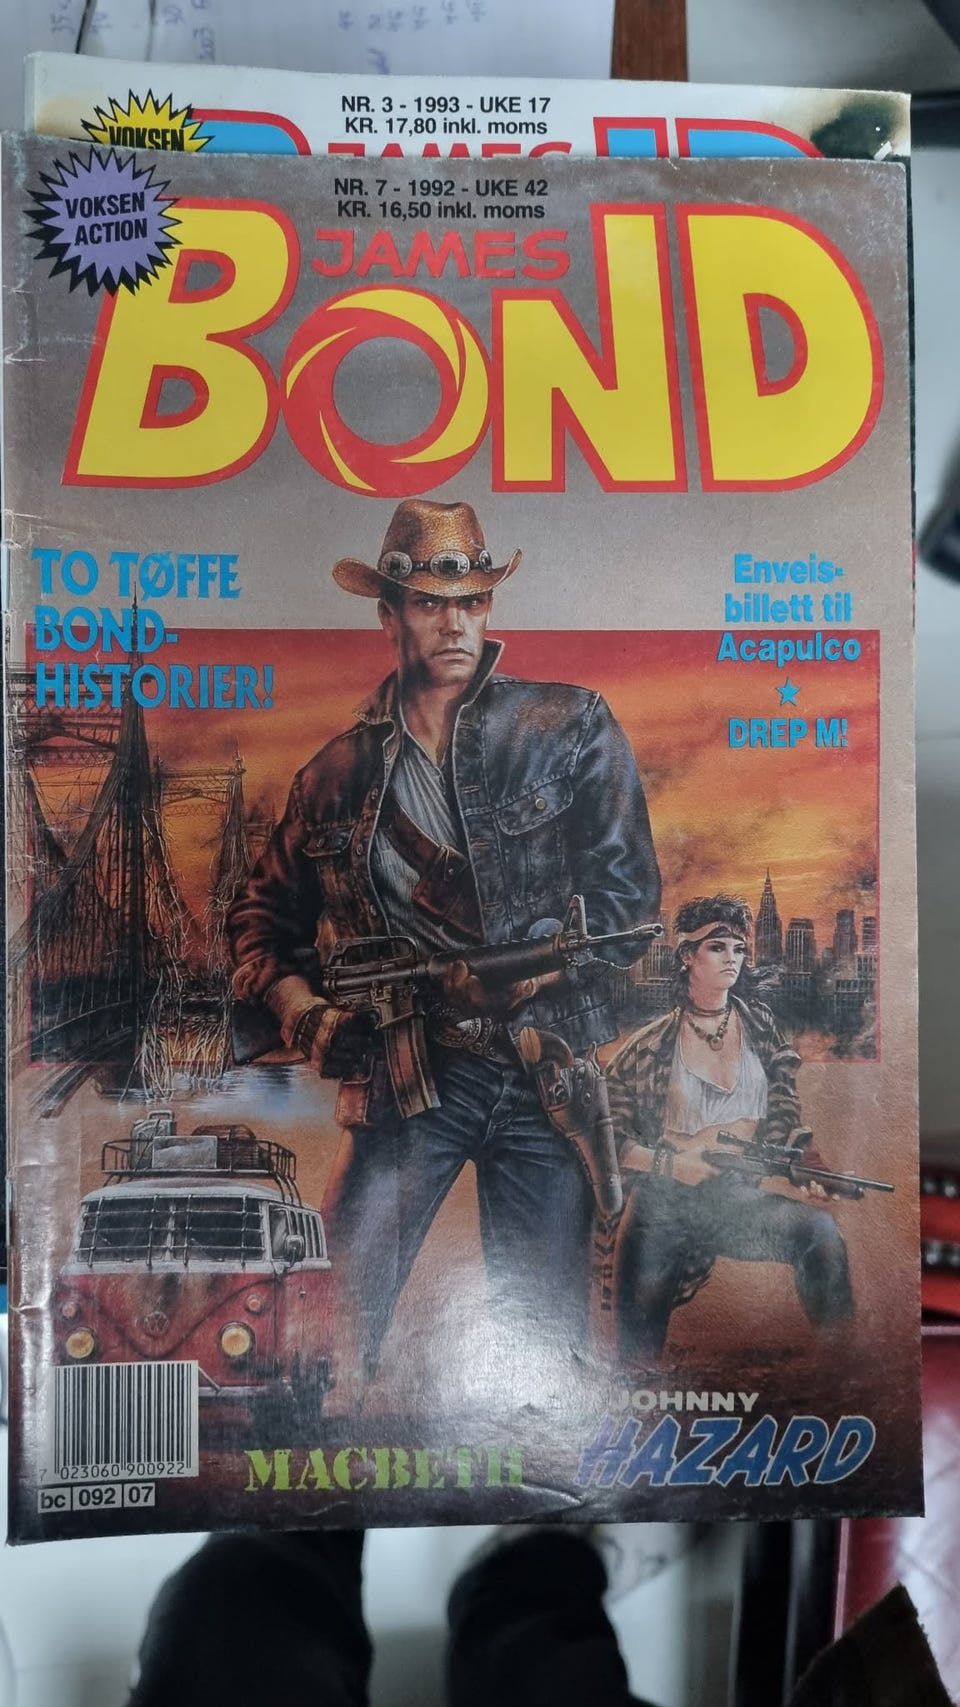 NR. 3 - 1993 - UKE 17
KR. 17,80 inkl. moms
VOKSEN
JAMES
NR. 7 - 1992 - UKE 42
KR. 16,50 inkl. moms
VOKSEN
ACTION
JAMES
BOND
TO TØFFE
BOND-
HISTORIER!
Enveis-
billett til
Acapulco
DREP M!
MACBETH
JOHNNY
HAZARD
7 023060 900922
bc 092 07